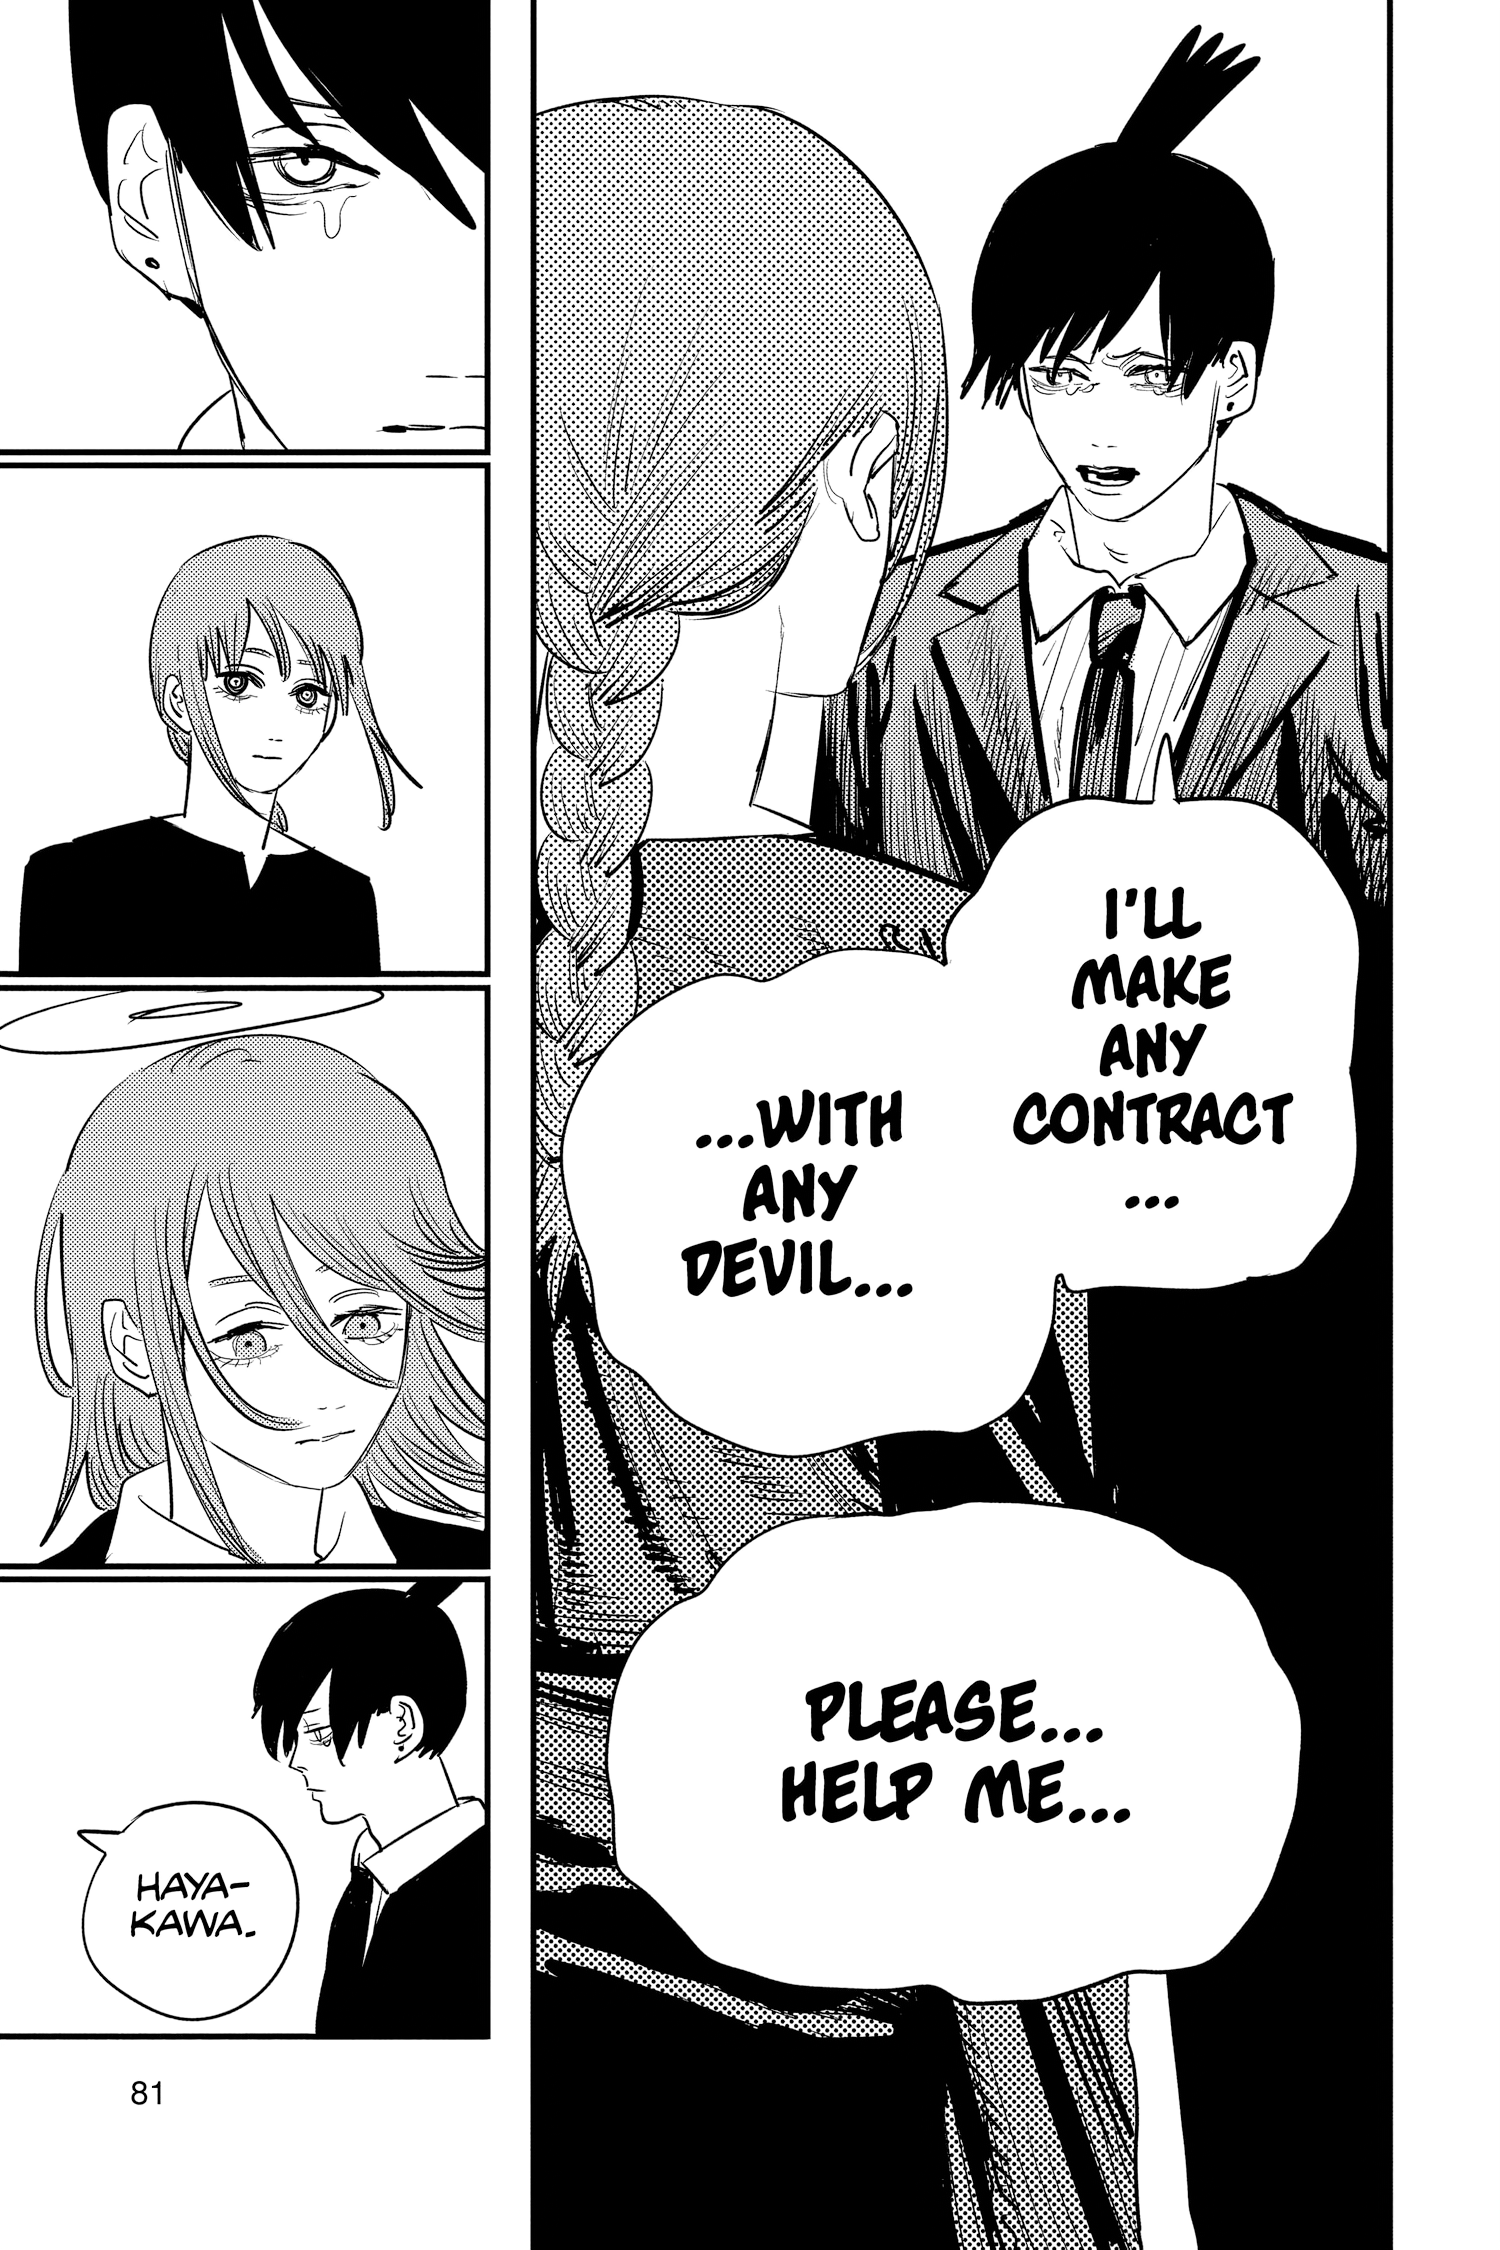 I'LL
MAKE
ANY
CONTRACT
...
...WITH
ANY
DEVIL...
PLEASE...
HELP ME...
HAYA-
KAWA.
81